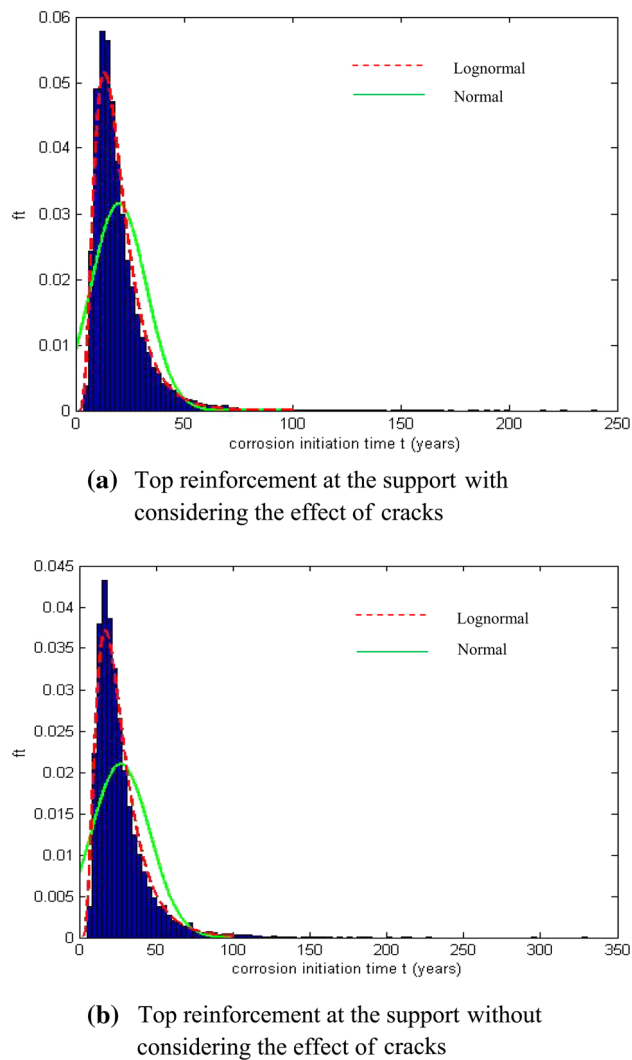 0.06
0.05
0.04
0.03
0.02
0.01
0
ft
Lognormal
Normal
0 50 100 150 200 250
corrosion initiation time t (years)
(a) Top reinforcement at the support with
considering the effect of cracks
0.045
0.04
0.035
0.03
0.025
0.02
0.015
0.01
0.005
0
ft
Lognormal
Normal
0 50 100 150 200 250 300 350
corrosion initiation time t (years)
(b) Top reinforcement at the support without
considering the effect of cracks